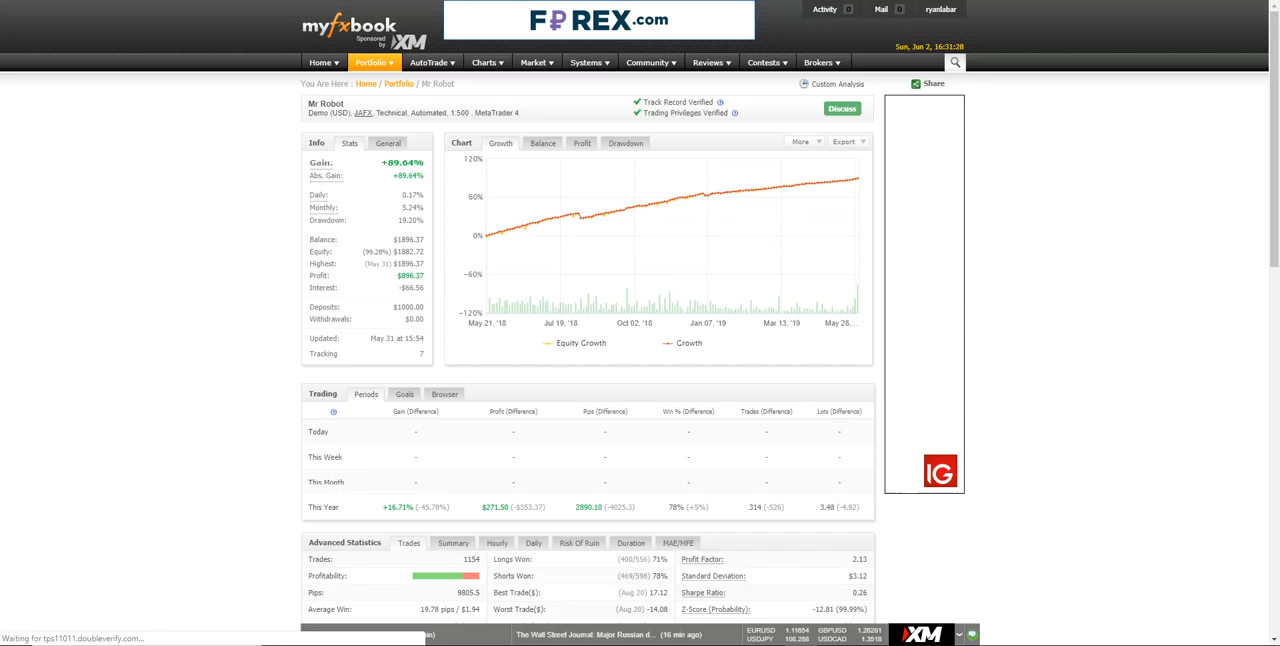 FOREX.com
Activity 0 Mail 0 ryanlabar
myfxbook
Sponsored by XM
Sun, Jun 2, 16:31:28
Home Portfolio AutoTrade Charts Market Systems Community Reviews Contests Brokers
You Are Here : Home / Portfolio / Mr Robot
Custom Analysis
Share
Mr Robot
Demo (USD), JAFX, Technical, Automated, 1:500 , MetaTrader 4
Track Record Verified
Trading Privileges Verified
Discuss
Info Stats General
Gain: +89.64%
Abs. Gain: +89.64%
Daily: 0.17%
Monthly: 5.24%
Drawdown: 19.20%
Balance: $1896.37
Equity: (99.28%) $1882.72
Highest: (May 31) $1896.37
Profit: $896.37
Interest: -$66.56
Deposits: $1000.00
Withdrawals: $0.00
Updated: May 31 at 15:54
Tracking 7
Chart Growth Balance Profit Drawdown More Export
120%
60%
0%
-60%
-120%
May 21, '18 Jul 19, '18 Oct 02, '18 Jan 07, '19 Mar 13, '19 May 28,...
Equity Growth Growth
IG
Trading Periods Goals Browser
Gain (Difference) Profit (Difference) Pips (Difference) Win % (Difference) Trades (Difference) Lots (Difference)
Today - - - - - -
This Week - - - - - -
This Month - - - - - -
This Year +16.71% (-45.78%) $271.50 (-$353.37) 2890.10 (-4025.3) 78% (+5%) 314 (-526) 3.48 (-4.92)
Advanced Statistics Trades Summary Hourly Daily Risk Of Ruin Duration MAE/MFE
Trades: 1154 Longs Won: (400/556) 71% Profit Factor: 2.13
Profitability: Shorts Won: (469/598) 78% Standard Deviation: $3.12
Pips: 9805.5 Best Trade($): (Aug 20) 17.12 Sharpe Ratio: 0.26
Average Win: 19.78 pips / $1.94 Worst Trade($): (Aug 20) -14.08 Z-Score (Probability): -12.81 (99.99%)
Waiting for tps11011.doubleverify.com...
in)
The Wall Street Journal: Major Russian d... (16 min ago)
EURUSD 1.11654 GBPUSD 1.26281
USDJPY 108.288 USDCAD 1.3518
XM